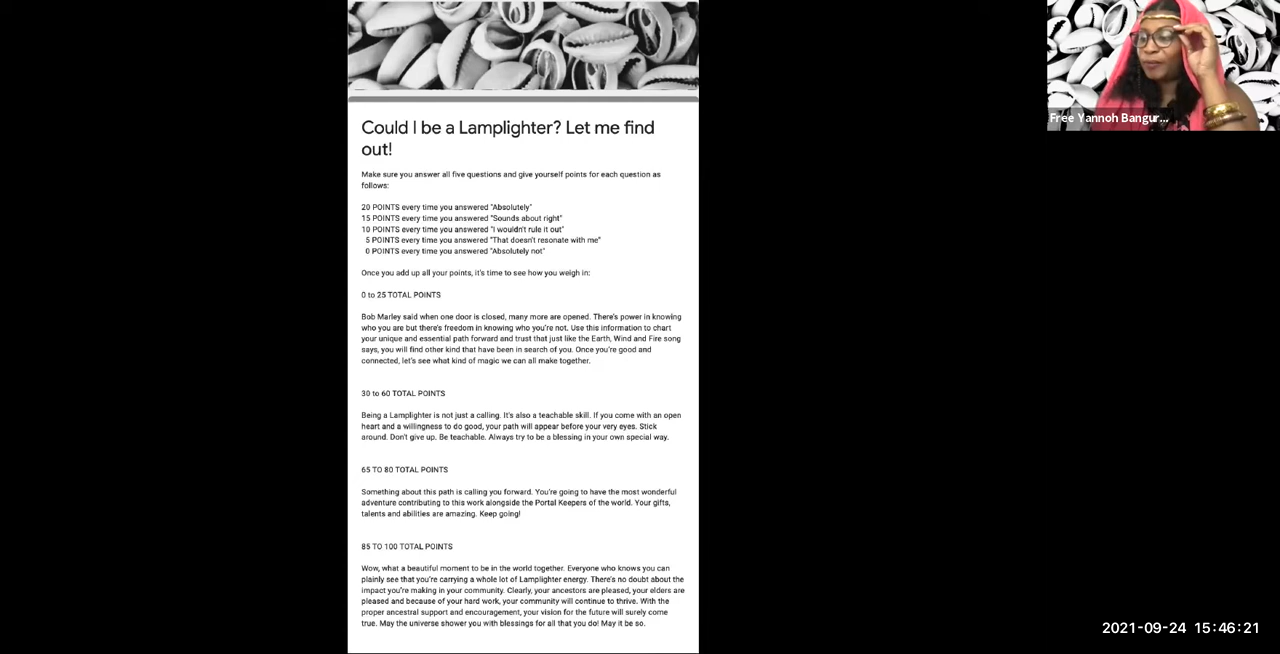 Could I be a Lamplighter? Let me find
out!
Make sure you answer all five questions and give yourself points for each question as
follows:
20 POINTS every time you answered "Absolutely"
15 POINTS every time you answered "Sounds about right"
10 POINTS every time you answered "I wouldn't rule it out"
5 POINTS every time you answered "That doesn't resonate with me"
0 POINTS every time you answered "Absolutely not"
Once you add up all your points, it's time to see how you weigh in:
0 to 25 TOTAL POINTS
Bob Marley said when one door is closed, many more are opened. There's power in knowing
who you are but there's freedom in knowing who you're not. Use this information to chart
your unique and essential path forward and trust that just like the Earth, Wind and Fire song
says, you will find other kind that have been in search of you. Once you're good and
connected, let's see what kind of magic we can all make together.
30 to 60 TOTAL POINTS
Being a Lamplighter is not just a calling. It's also a teachable skill. If you come with an open
heart and a willingness to do good, your path will appear before your very eyes. Stick
around. Don't give up. Be teachable. Always try to be a blessing in your own special way.
65 TO 80 TOTAL POINTS
Something about this path is calling you forward. You're going to have the most wonderful
adventure contributing to this work alongside the Portal Keepers of the world. Your gifts,
talents and abilities are amazing. Keep going!
85 TO 100 TOTAL POINTS
Wow, what a beautiful moment to be in the world together. Everyone who knows you can
plainly see that you're carrying a whole lot of Lamplighter energy. There's no doubt about the
impact you're making in your community. Clearly, your ancestors are pleased, your elders are
pleased and because of your hard work, your community will continue to thrive. With the
proper ancestral support and encouragement, your vision for the future will surely come
true. May the universe shower you with blessings for all that you do! May it be so.
Free Yannoh Bangur...
2021-09-24 15:46:21